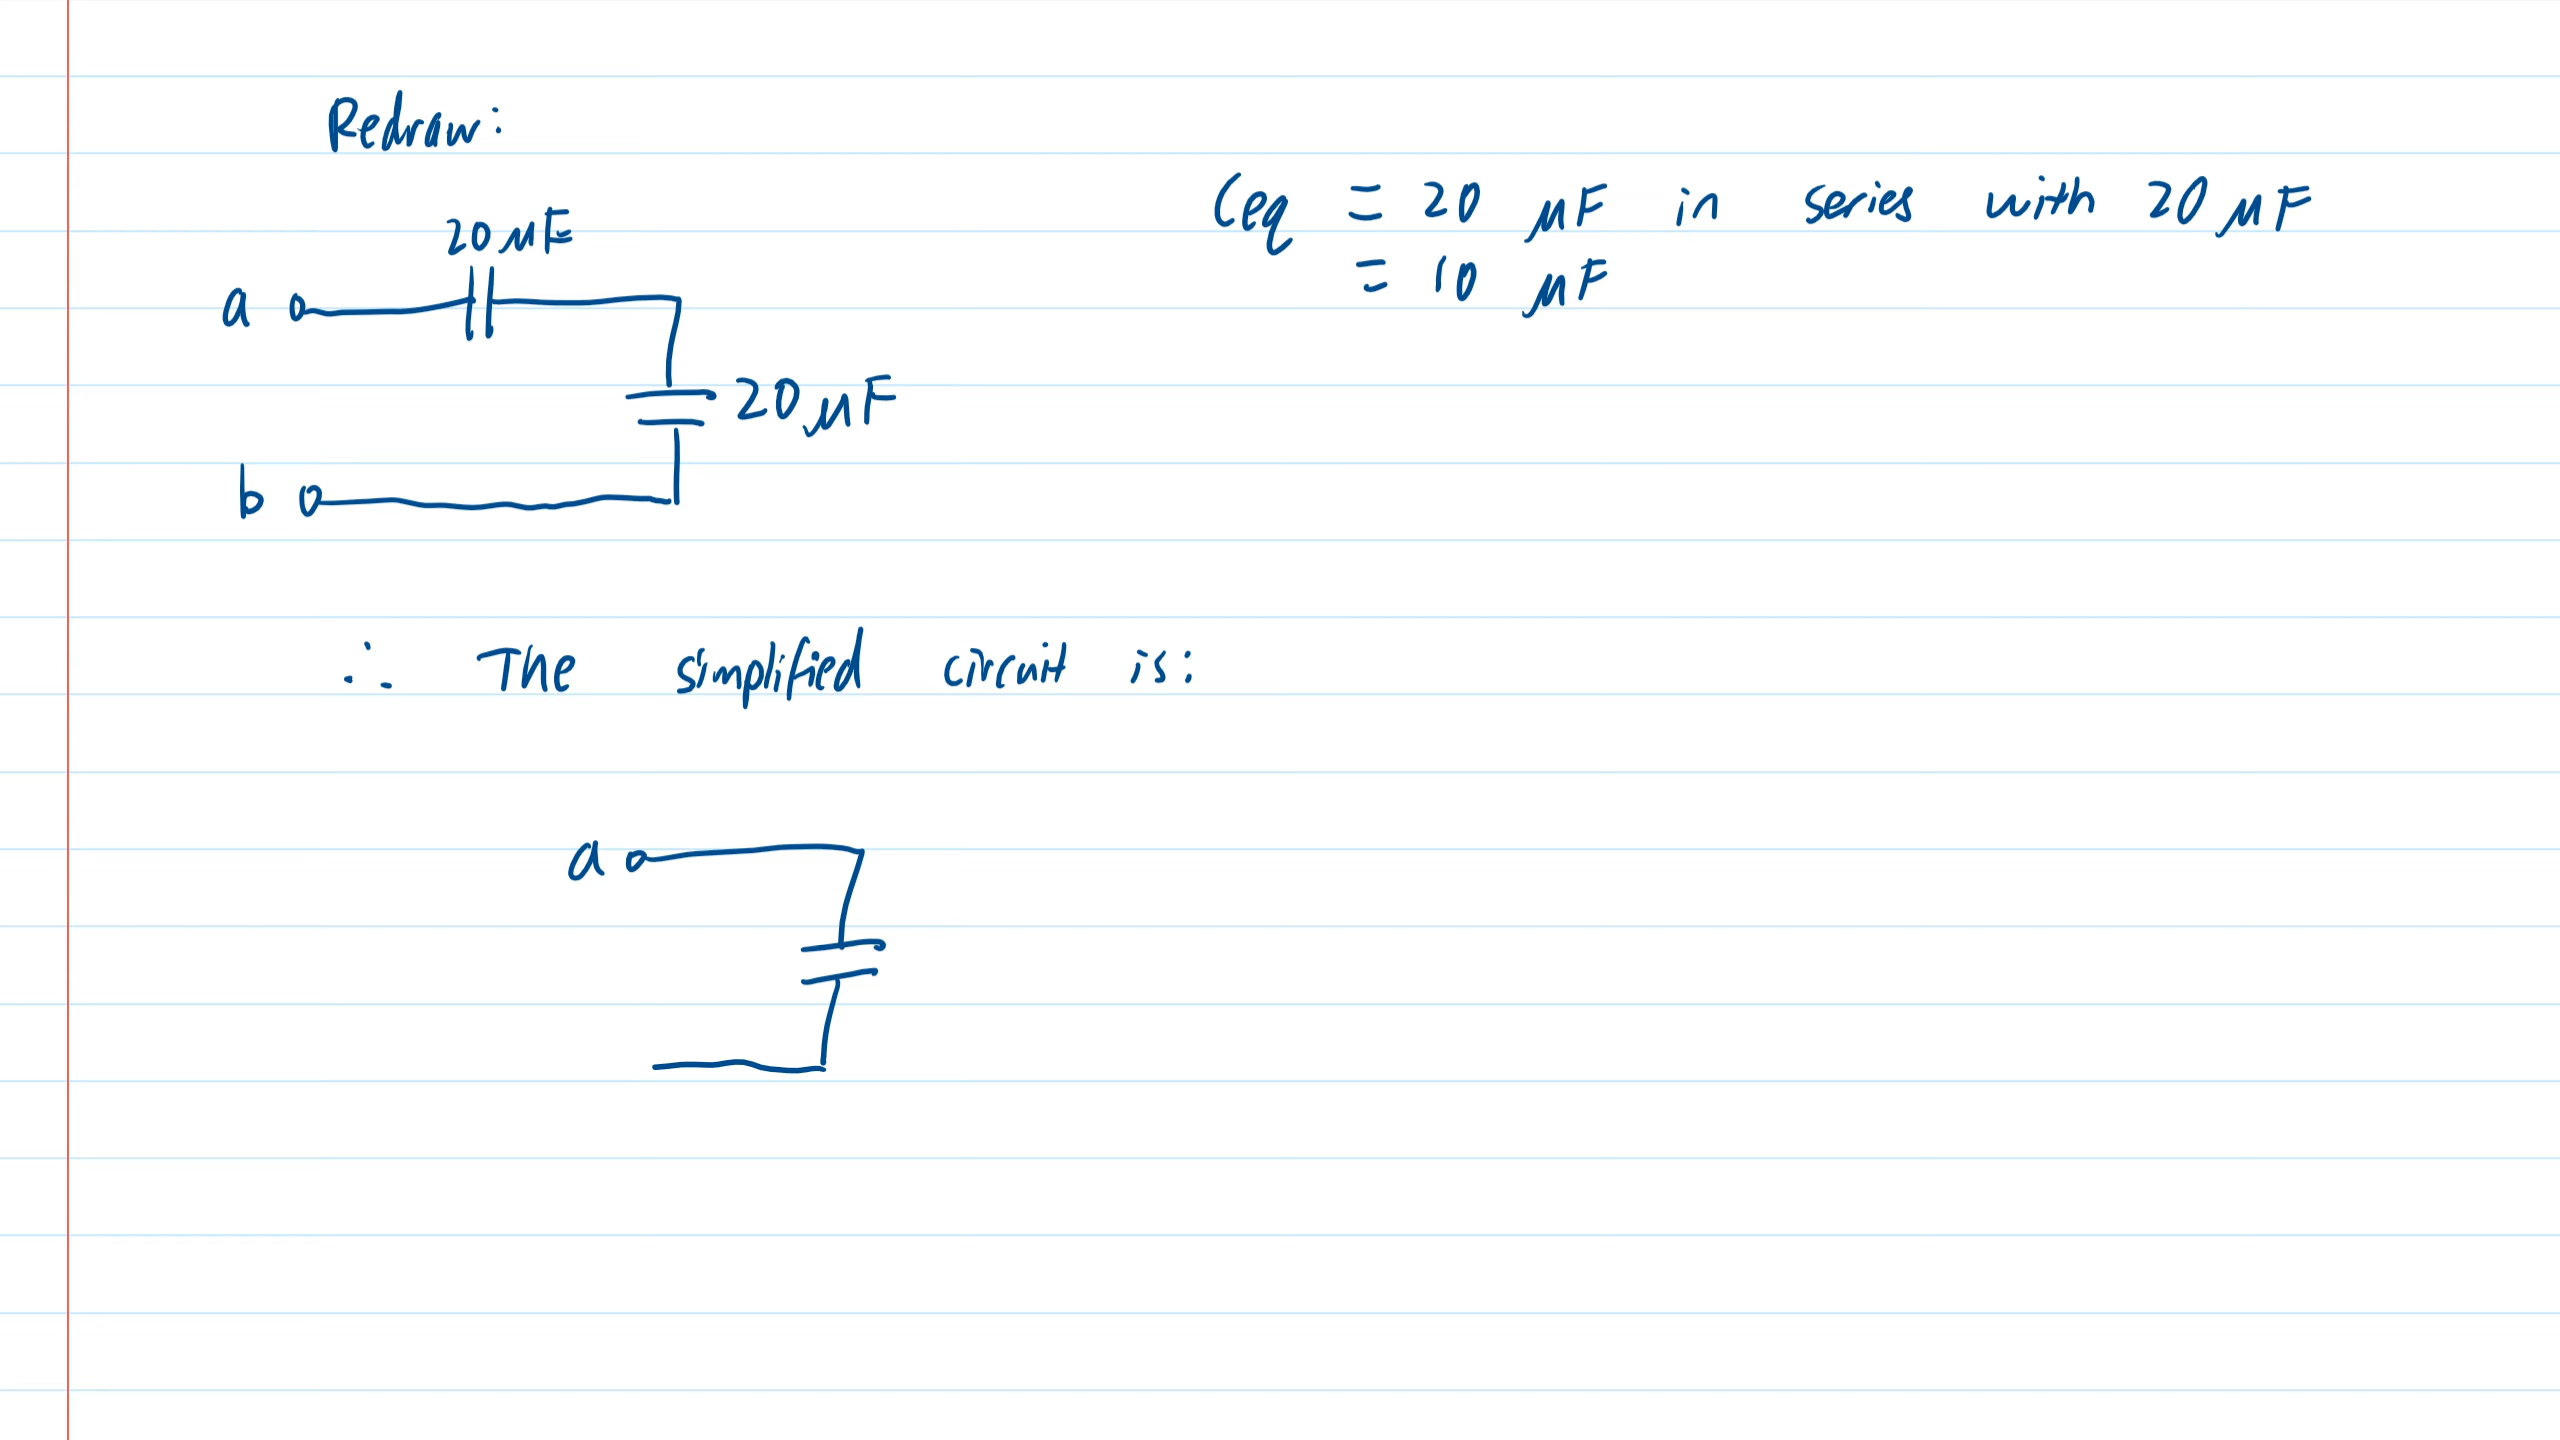 Redraw:
Ceq = 20 μF in series with 20 μF
= 10 μF
20 μF
a
20 μF
b
∴ The simplified circuit is:
a